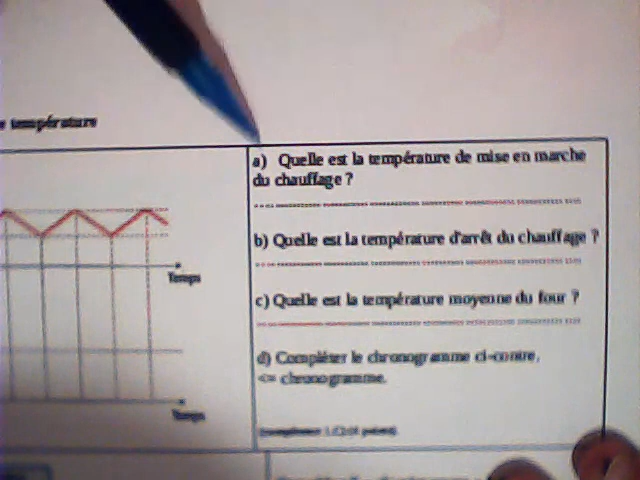 température
a) Quelle est la température de mise en marche
du chauffage ?
b) Quelle est la température d'arrêt du chauffage ?
c) Quelle est la température moyenne du four ?
d) Compléter le chronogramme ci-contre.
<= chronogramme.
Temps
Temps